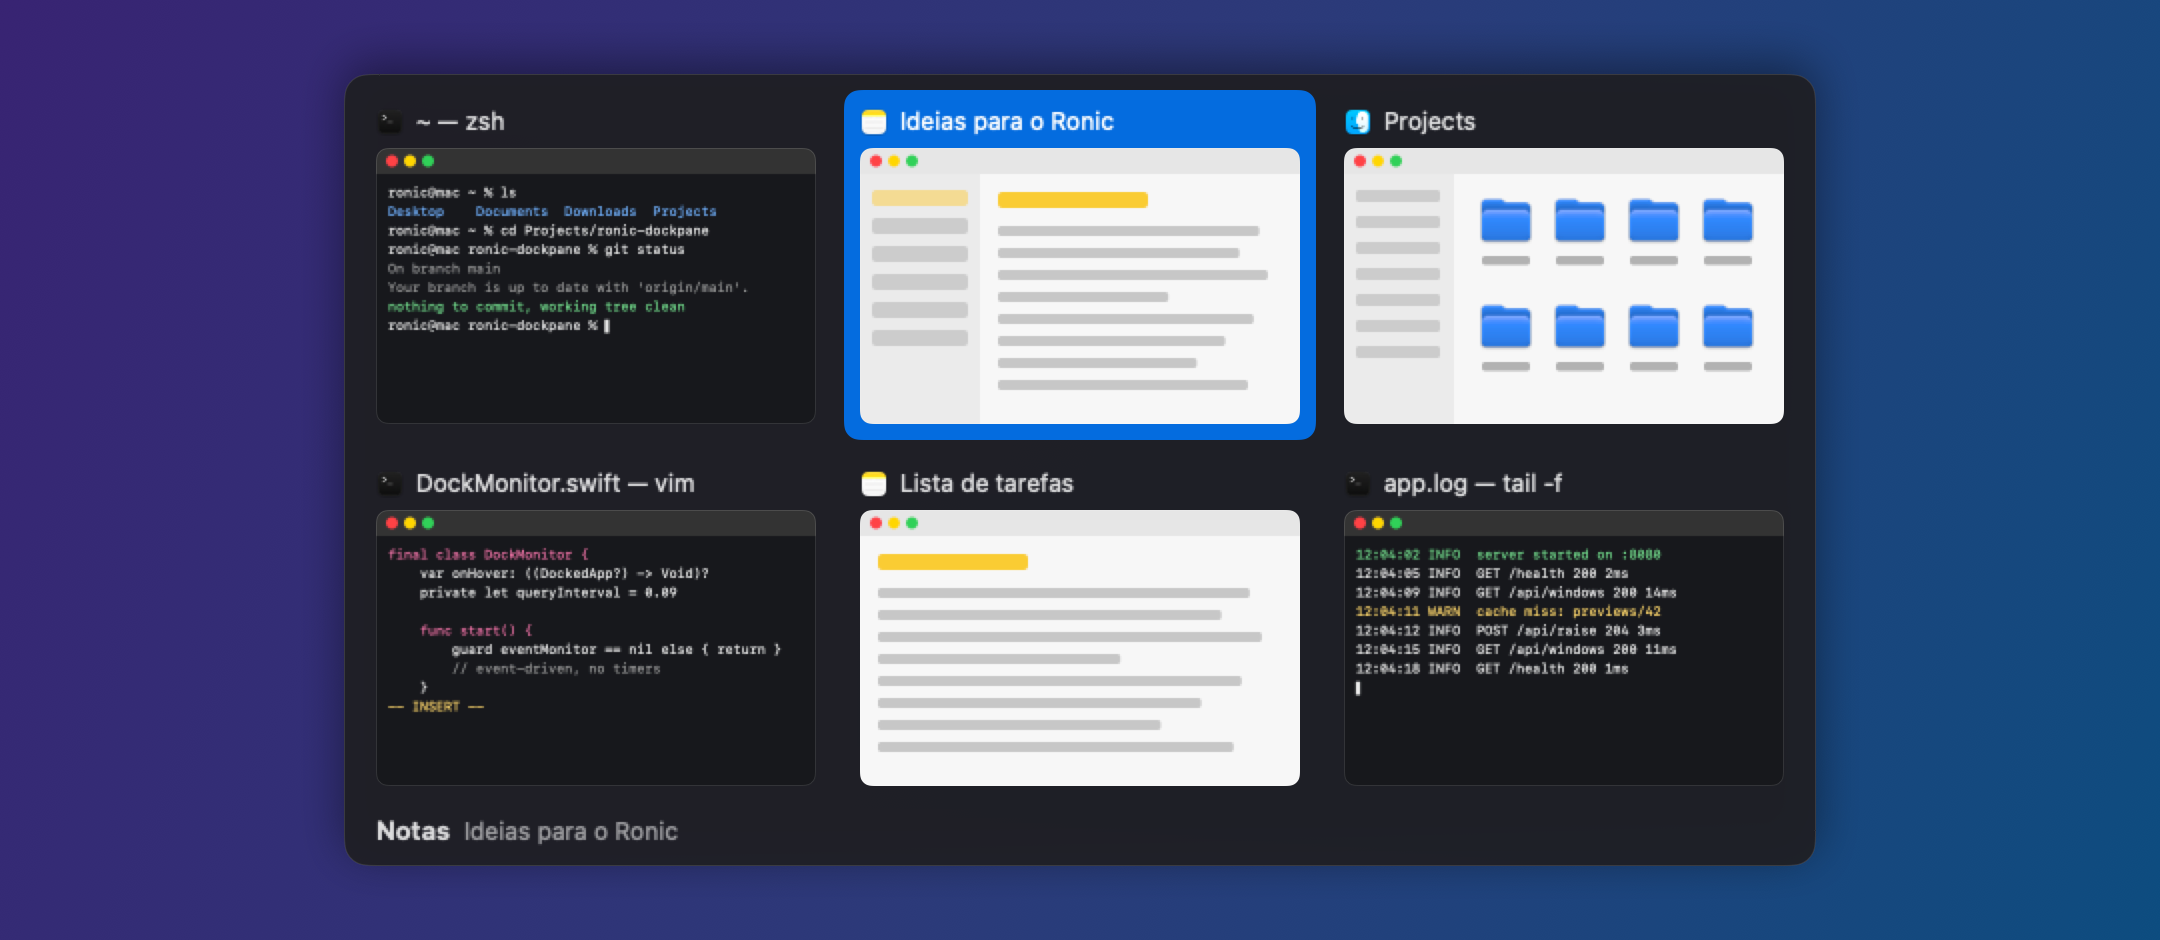 ~ — zsh
ronic@mac ~ % ls
Desktop    Documents  Downloads  Projects
ronic@mac ~ % cd Projects/ronic-dockpane
ronic@mac ronic-dockpane % git status
On branch main
Your branch is up to date with 'origin/main'.
nothing to commit, working tree clean
ronic@mac ronic-dockpane %
Ideias para o Ronic
Projects
DockMonitor.swift — vim
final class DockMonitor {
    var onHover: ((DockedApp?) -> Void)?
    private let queryInterval = 0.09
    func start() {
        guard eventMonitor == nil else { return }
        // event-driven, no timers
    }
-- INSERT --
Lista de tarefas
app.log — tail -f
12:04:02 INFO  server started on :8080
12:04:05 INFO  GET /health 200 2ms
12:04:09 INFO  GET /api/windows 200 14ms
12:04:11 WARN  cache miss: previews/42
12:04:12 INFO  POST /api/raise 204 3ms
12:04:15 INFO  GET /api/windows 200 11ms
12:04:18 INFO  GET /health 200 1ms
Notas Ideias para o Ronic